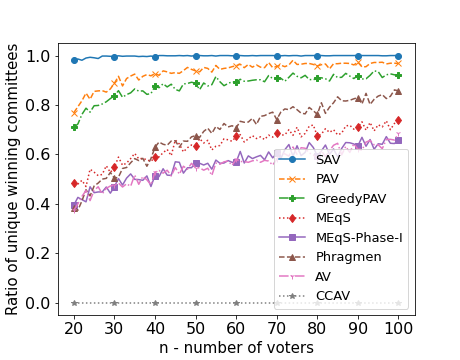 Ratio of unique winning committees
1.0
0.8
0.6
0.4
0.2
0.0
SAV
PAV
GreedyPAV
MEqS
MEqS-Phase-I
Phragmen
AV
CCAV
20 30 40 50 60 70 80 90 100
n - number of voters